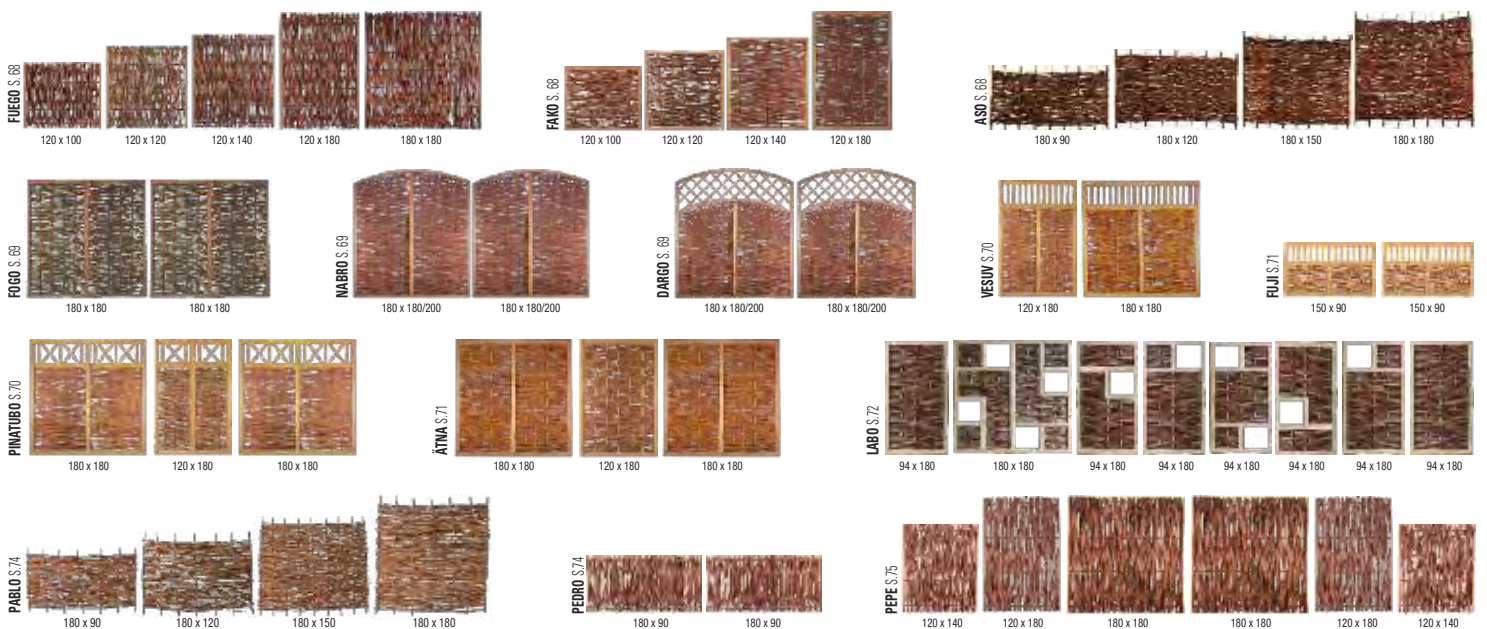 FUEGO S. 68
120 x 100 120 x 120 120 x 140 120 x 180 180 x 180
FAKO S. 68
120 x 100 120 x 120 120 x 140 120 x 180
ASO S. 68
180 x 90 180 x 120 180 x 150 180 x 180
FOGO S. 69
180 x 180 180 x 180
NABRO S. 69
180 x 180/200 180 x 180/200
DARGO S. 69
180 x 180/200 180 x 180/200
VESUV S.70
120 x 180 180 x 180
FUJI S.71
150 x 90 150 x 90
PINATUBO S.70
180 x 180 120 x 180 180 x 180
ÄTNA S.71
180 x 180 120 x 180 180 x 180
LABO S.72
94 x 180 180 x 180 94 x 180 94 x 180 94 x 180 94 x 180 94 x 180 94 x 180
PABLO S.74
180 x 90 180 x 120 180 x 150 180 x 180
PEDRO S.74
180 x 90 180 x 90
PEPE S.75
120 x 140 120 x 180 180 x 180 180 x 180 120 x 180 120 x 140